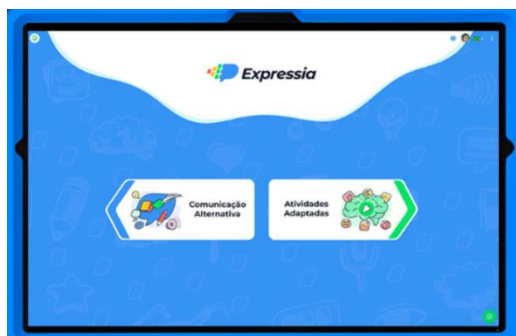 Expressia
Comunicação
Alternativa
Atividades
Adaptadas